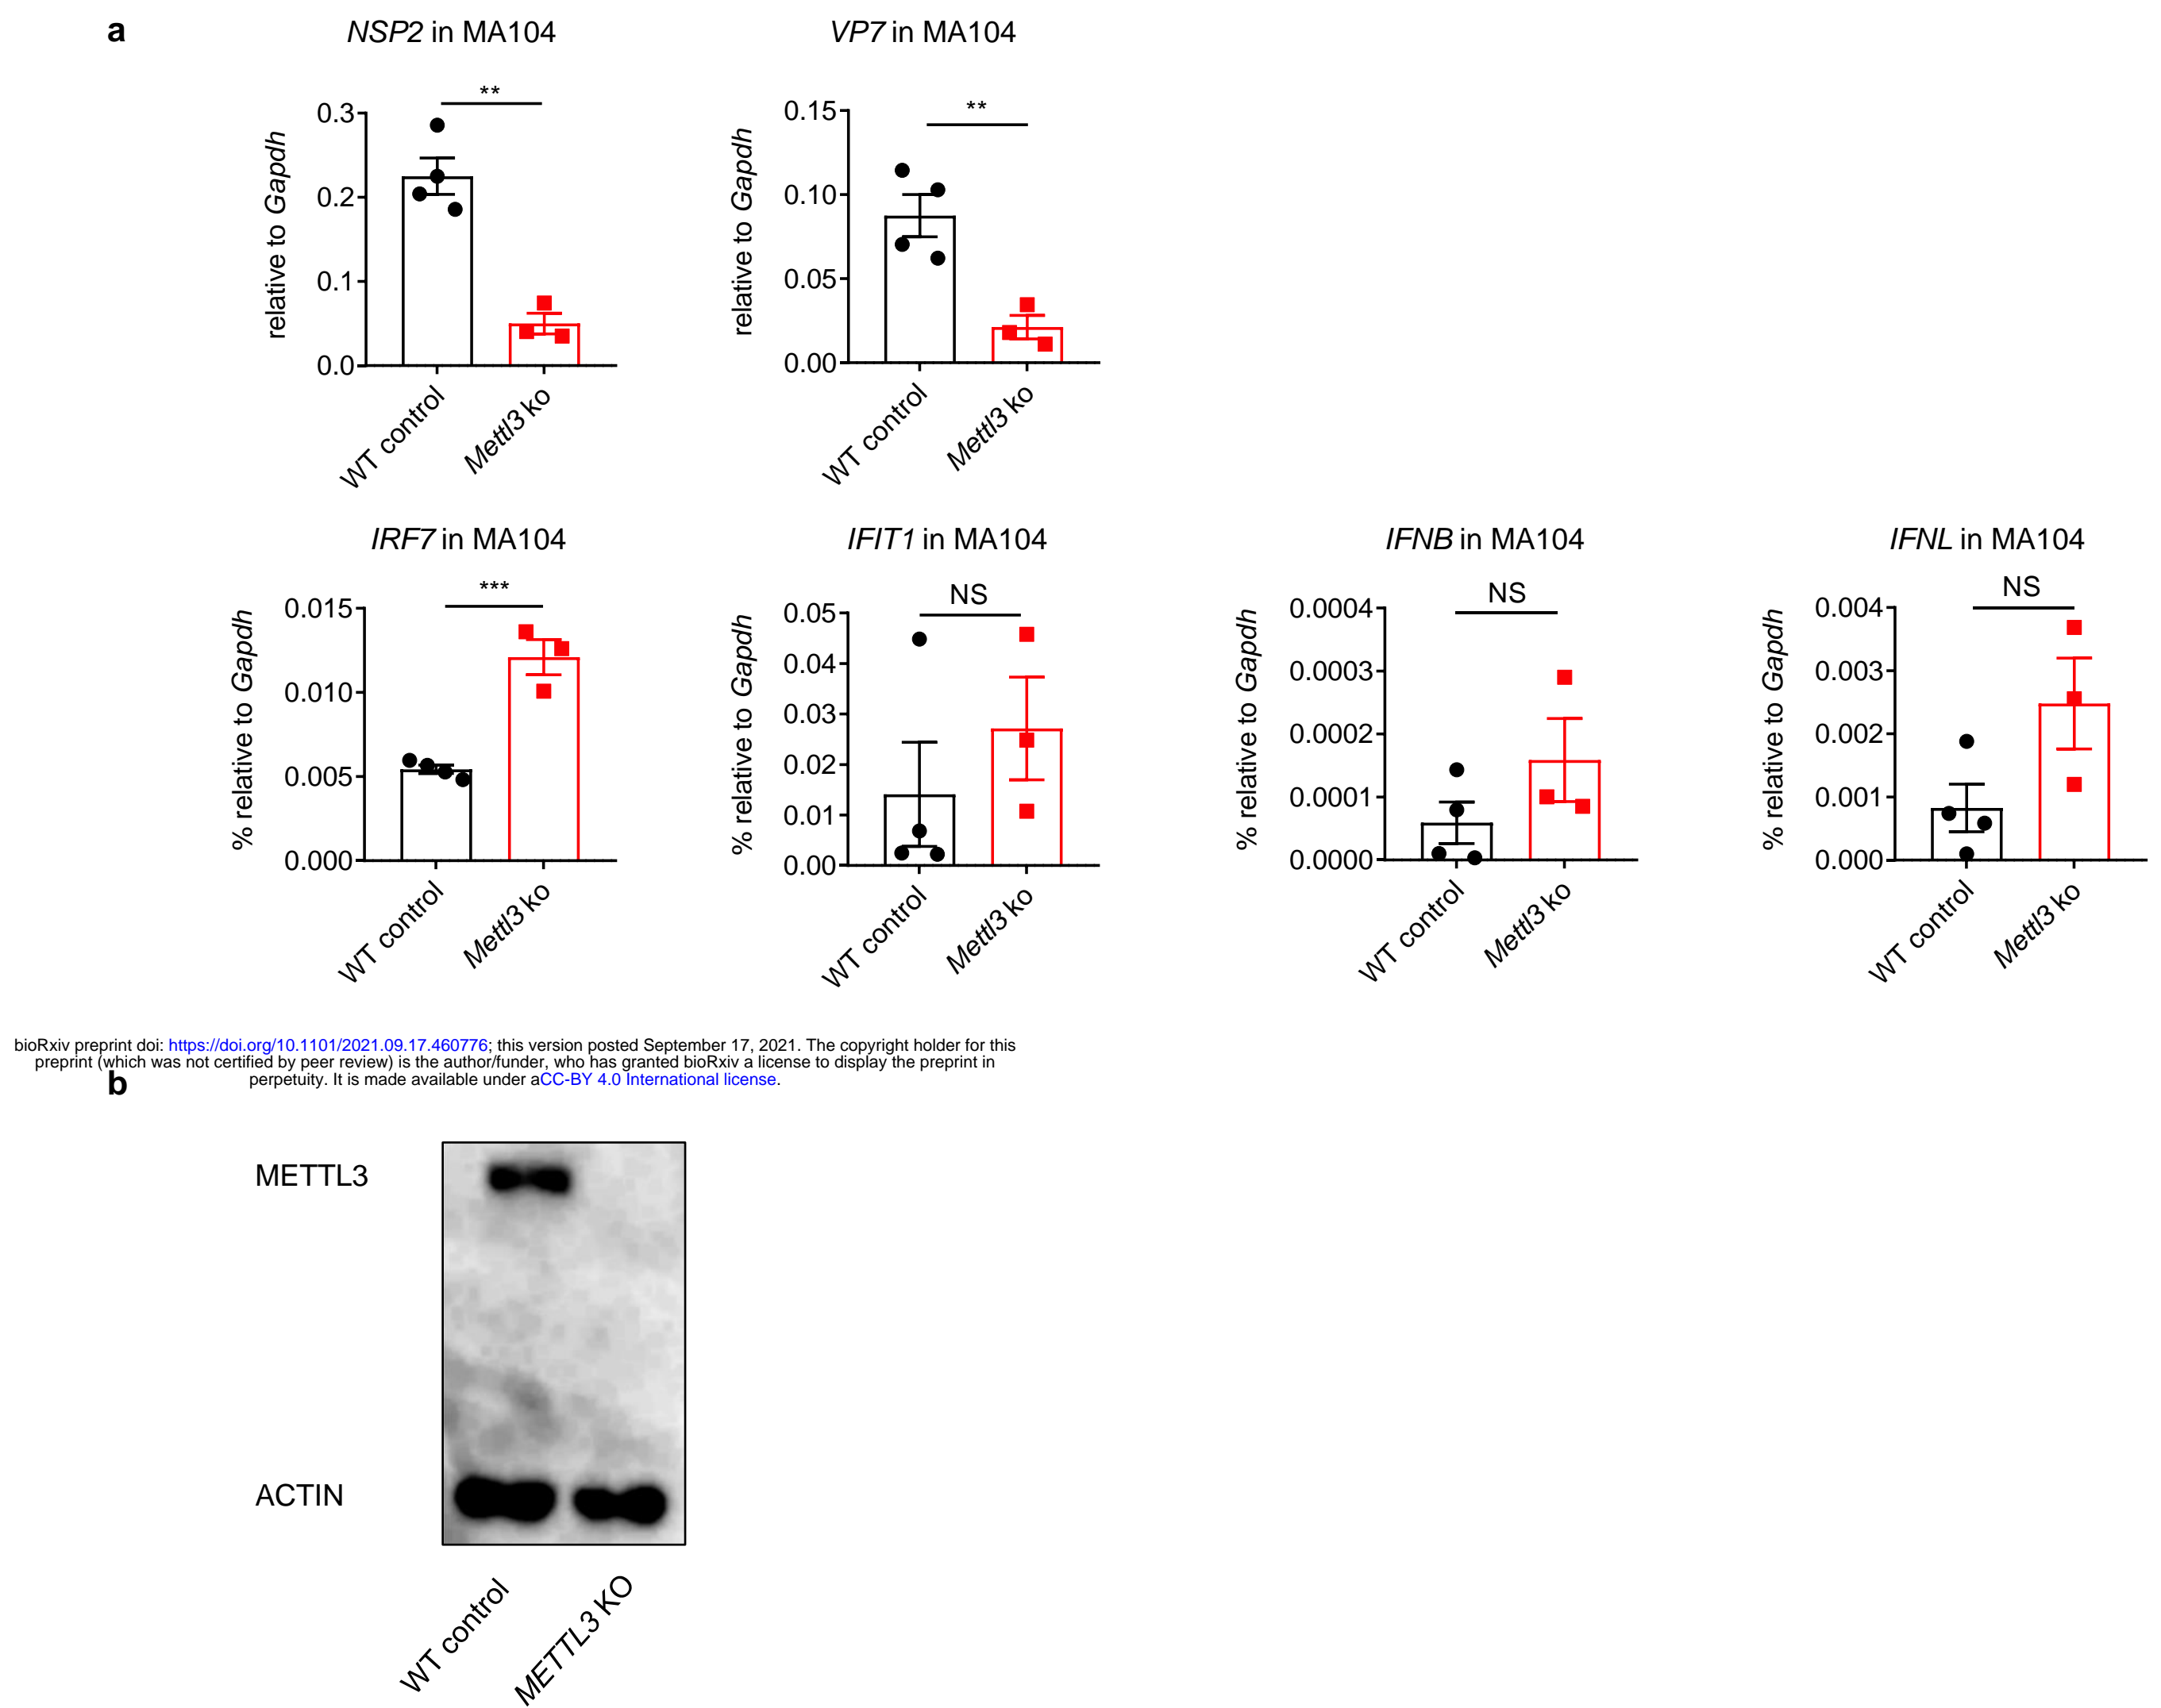 a
NSP2 in MA104
VP7 in MA104
**
0.3
0.2
0.1
0.0
relative to Gapdh
WT control
Mettl3 ko
**
0.15
0.10
0.05
0.00
relative to Gapdh
WT control
Mettl3 ko
IRF7 in MA104
***
0.015
0.010
0.005
0.000
% relative to Gapdh
WT control
Mettl3 ko
IFIT1 in MA104
NS
0.05
0.04
0.03
0.02
0.01
0.00
% relative to Gapdh
WT control
Mettl3 ko
IFNB in MA104
NS
0.0004
0.0003
0.0002
0.0001
0.0000
% relative to Gapdh
WT control
Mettl3 ko
IFNL in MA104
NS
0.004
0.003
0.002
0.001
0.000
% relative to Gapdh
WT control
Mettl3 ko
bioRxiv preprint doi: https://doi.org/10.1101/2021.09.17.460776; this version posted September 17, 2021. The copyright holder for this
preprint (which was not certified by peer review) is the author/funder, who has granted bioRxiv a license to display the preprint in
perpetuity. It is made available under aCC-BY 4.0 International license.
b
METTL3
ACTIN
WT control
METTL3 KO